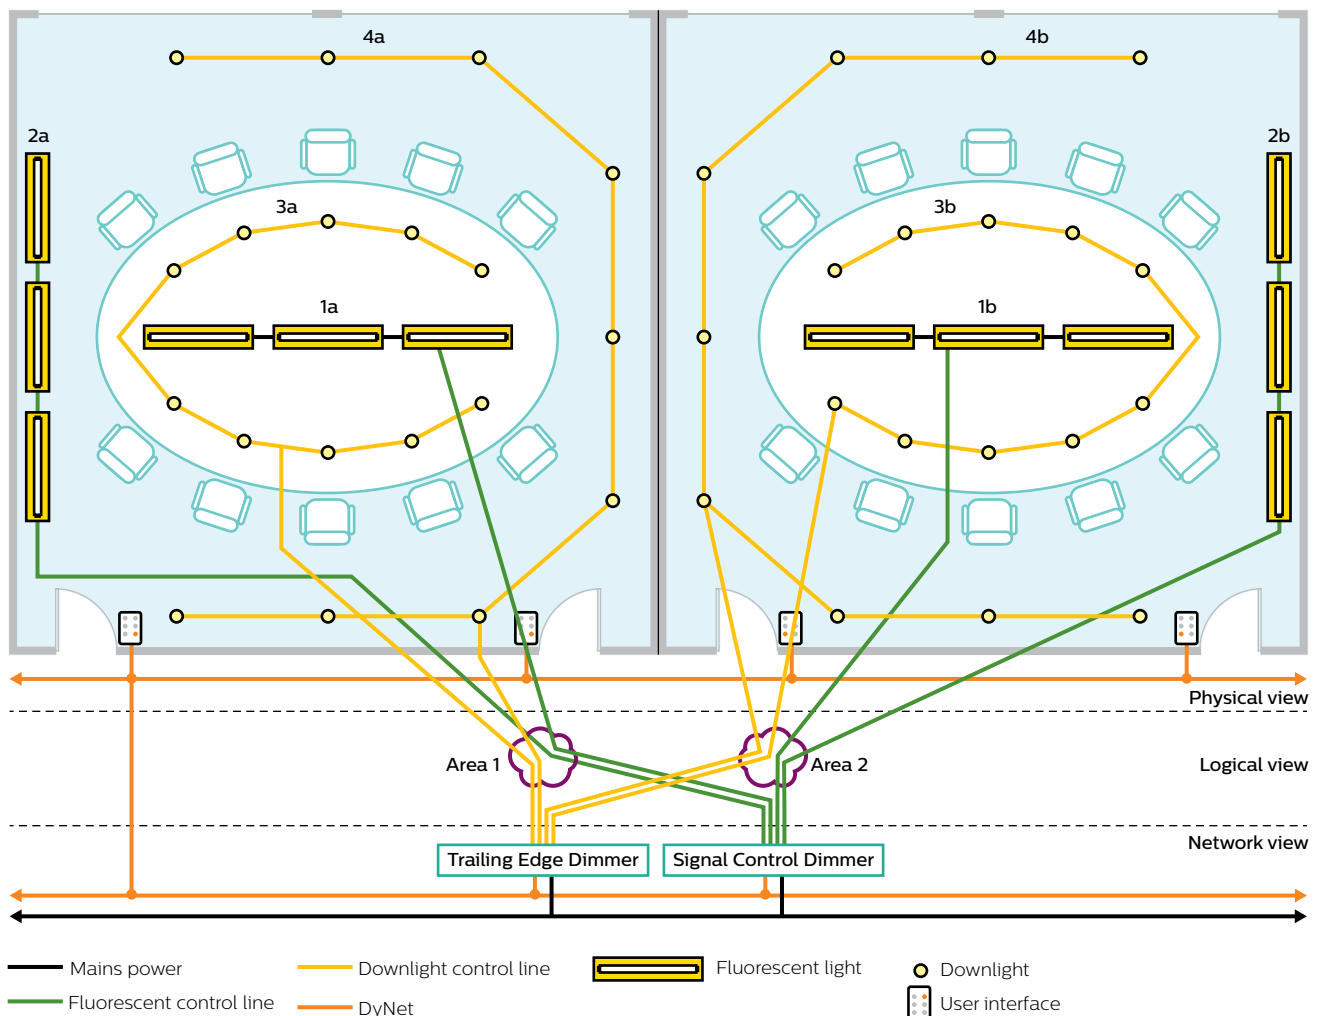 4a
4b
2a
2b
3a
3b
1a
1b
Physical view
Area 1
Area 2
Logical view
Network view
Trailing Edge Dimmer
Signal Control Dimmer
Mains power
Downlight control line
Fluorescent light
Downlight
Fluorescent control line
DyNet
User interface